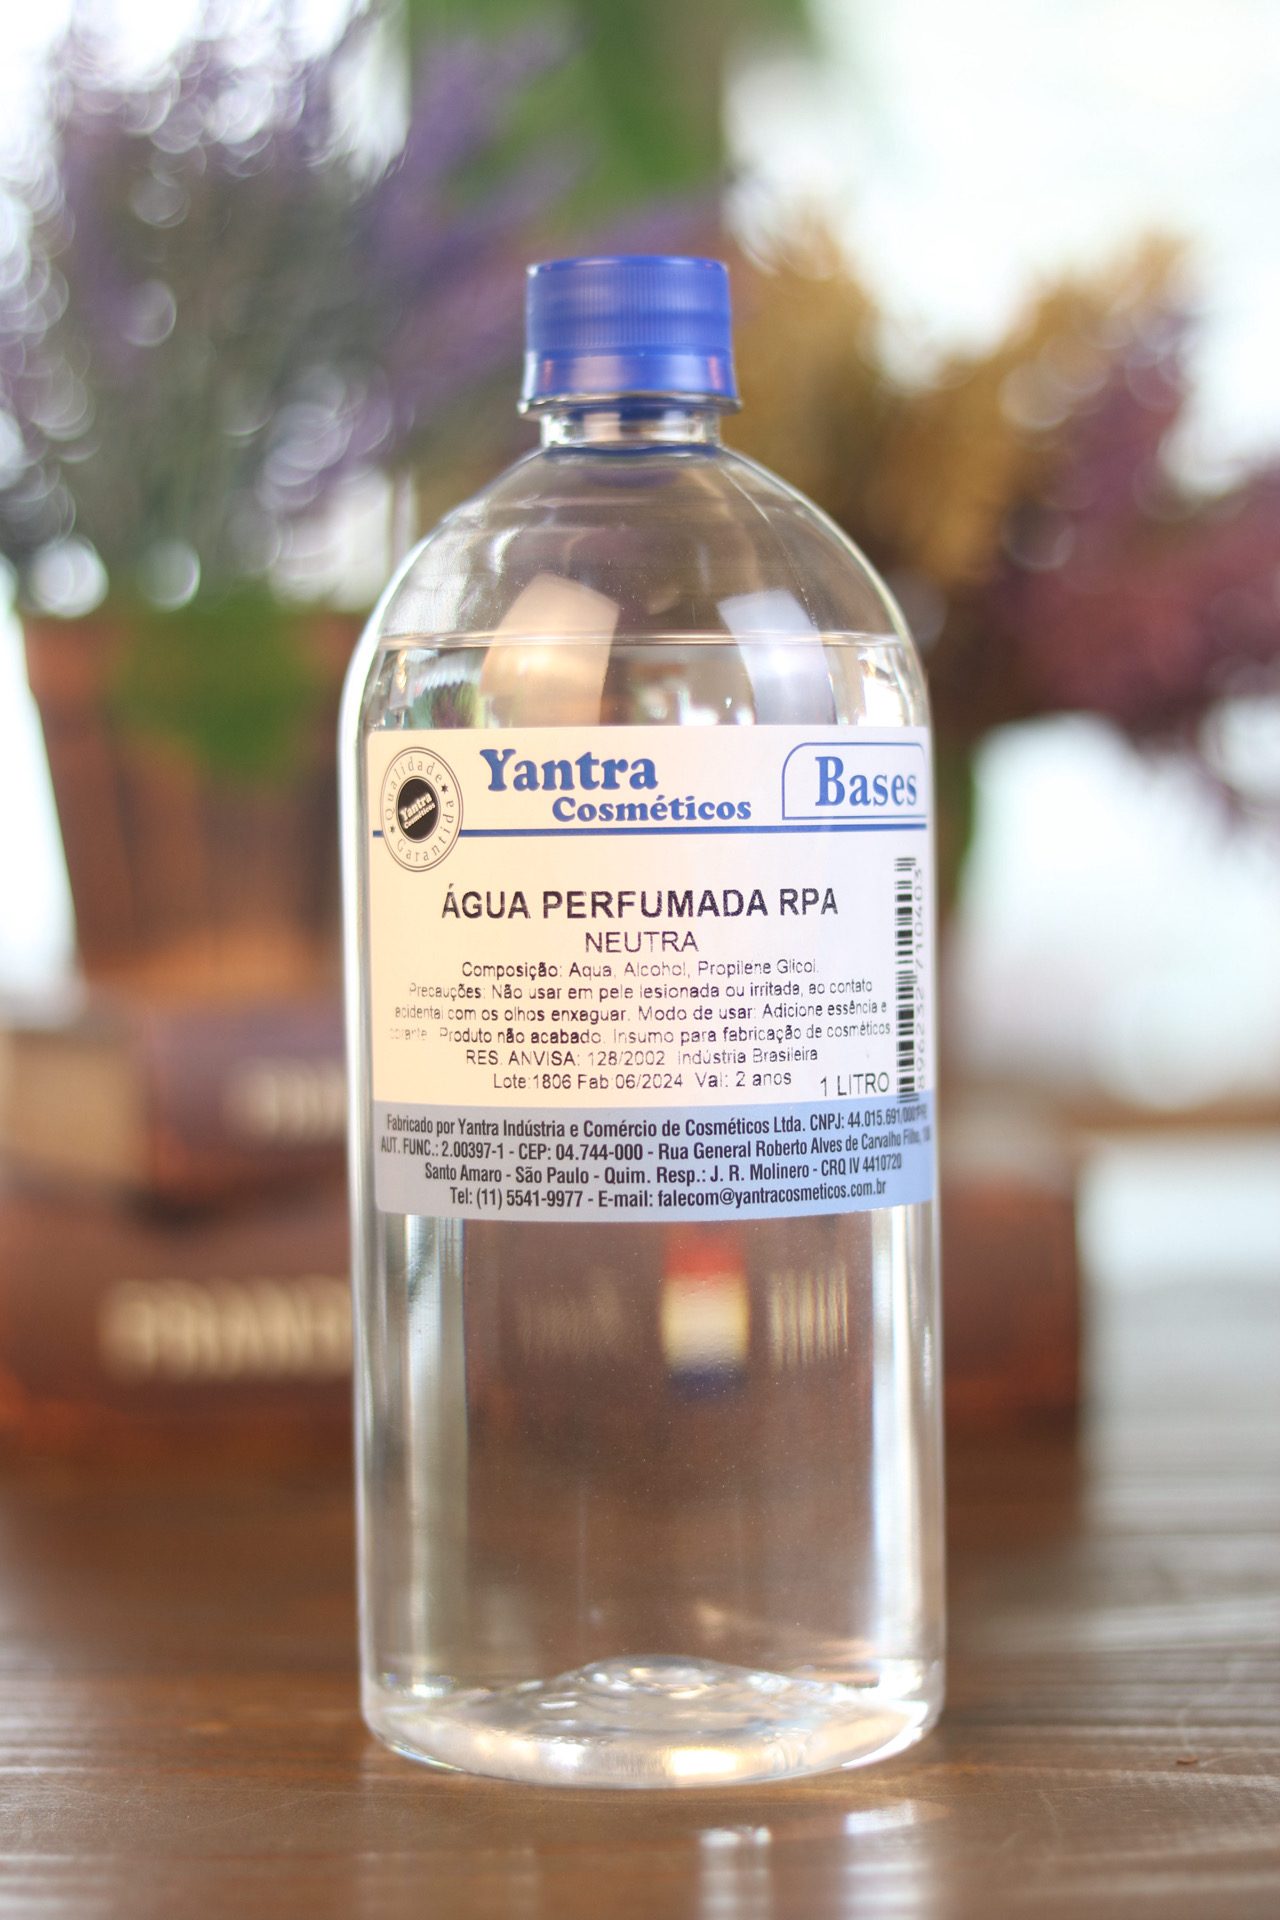 Qualidade
Yantra
Cosméticos
Garantida
Yantra
Cosméticos
Bases
ÁGUA PERFUMADA RPA
NEUTRA
Composição: Aqua, Alcohol, Propilene Glicol.
Precauções: Não usar em pele lesionada ou irritada, ao contato
acidental com os olhos enxaguar. Modo de usar: Adicione essência e
Produto não acabado. Insumo para fabricação de cosméticos
RES. ANVISA: 128/2002 Indústria Brasileira
Lote:1806 Fab:06/2024 Val: 2 anos
1 LITRO
Fabricado por Yantra Indústria e Comércio de Cosméticos Ltda. CNPJ: 44.015.691/
AUT. FUNC.: 2.00397-1 - CEP: 04.744-000 - Rua General Roberto Alves de Carvalho Filho,
Santo Amaro - São Paulo - Quim. Resp.: J. R. Molinero - CRQ IV 4410720
Tel: (11) 5541-9977 - E-mail: falecom@yantracosmeticos.com.br